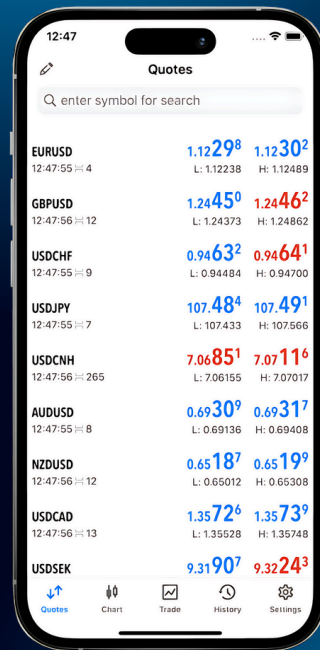 12:47
Quotes
enter symbol for search
EURUSD 1.12298 1.12302
12:47:55 4 L: 1.12238 H: 1.12489
GBPUSD 1.24450 1.24462
12:47:56 12 L: 1.24373 H: 1.24862
USDCHF 0.94632 0.94641
12:47:55 9 L: 0.94484 H: 0.94700
USDJPY 107.484 107.491
12:47:55 7 L: 107.433 H: 107.566
USDCNH 7.06851 7.07116
12:47:56 265 L: 7.06155 H: 7.07017
AUDUSD 0.69309 0.69317
12:47:55 8 L: 0.69136 H: 0.69408
NZDUSD 0.65187 0.65199
12:47:56 12 L: 0.65012 H: 0.65308
USDCAD 1.35726 1.35739
12:47:56 13 L: 1.35528 H: 1.35748
USDSEK 9.31907 9.32243
Quotes Chart Trade History Settings